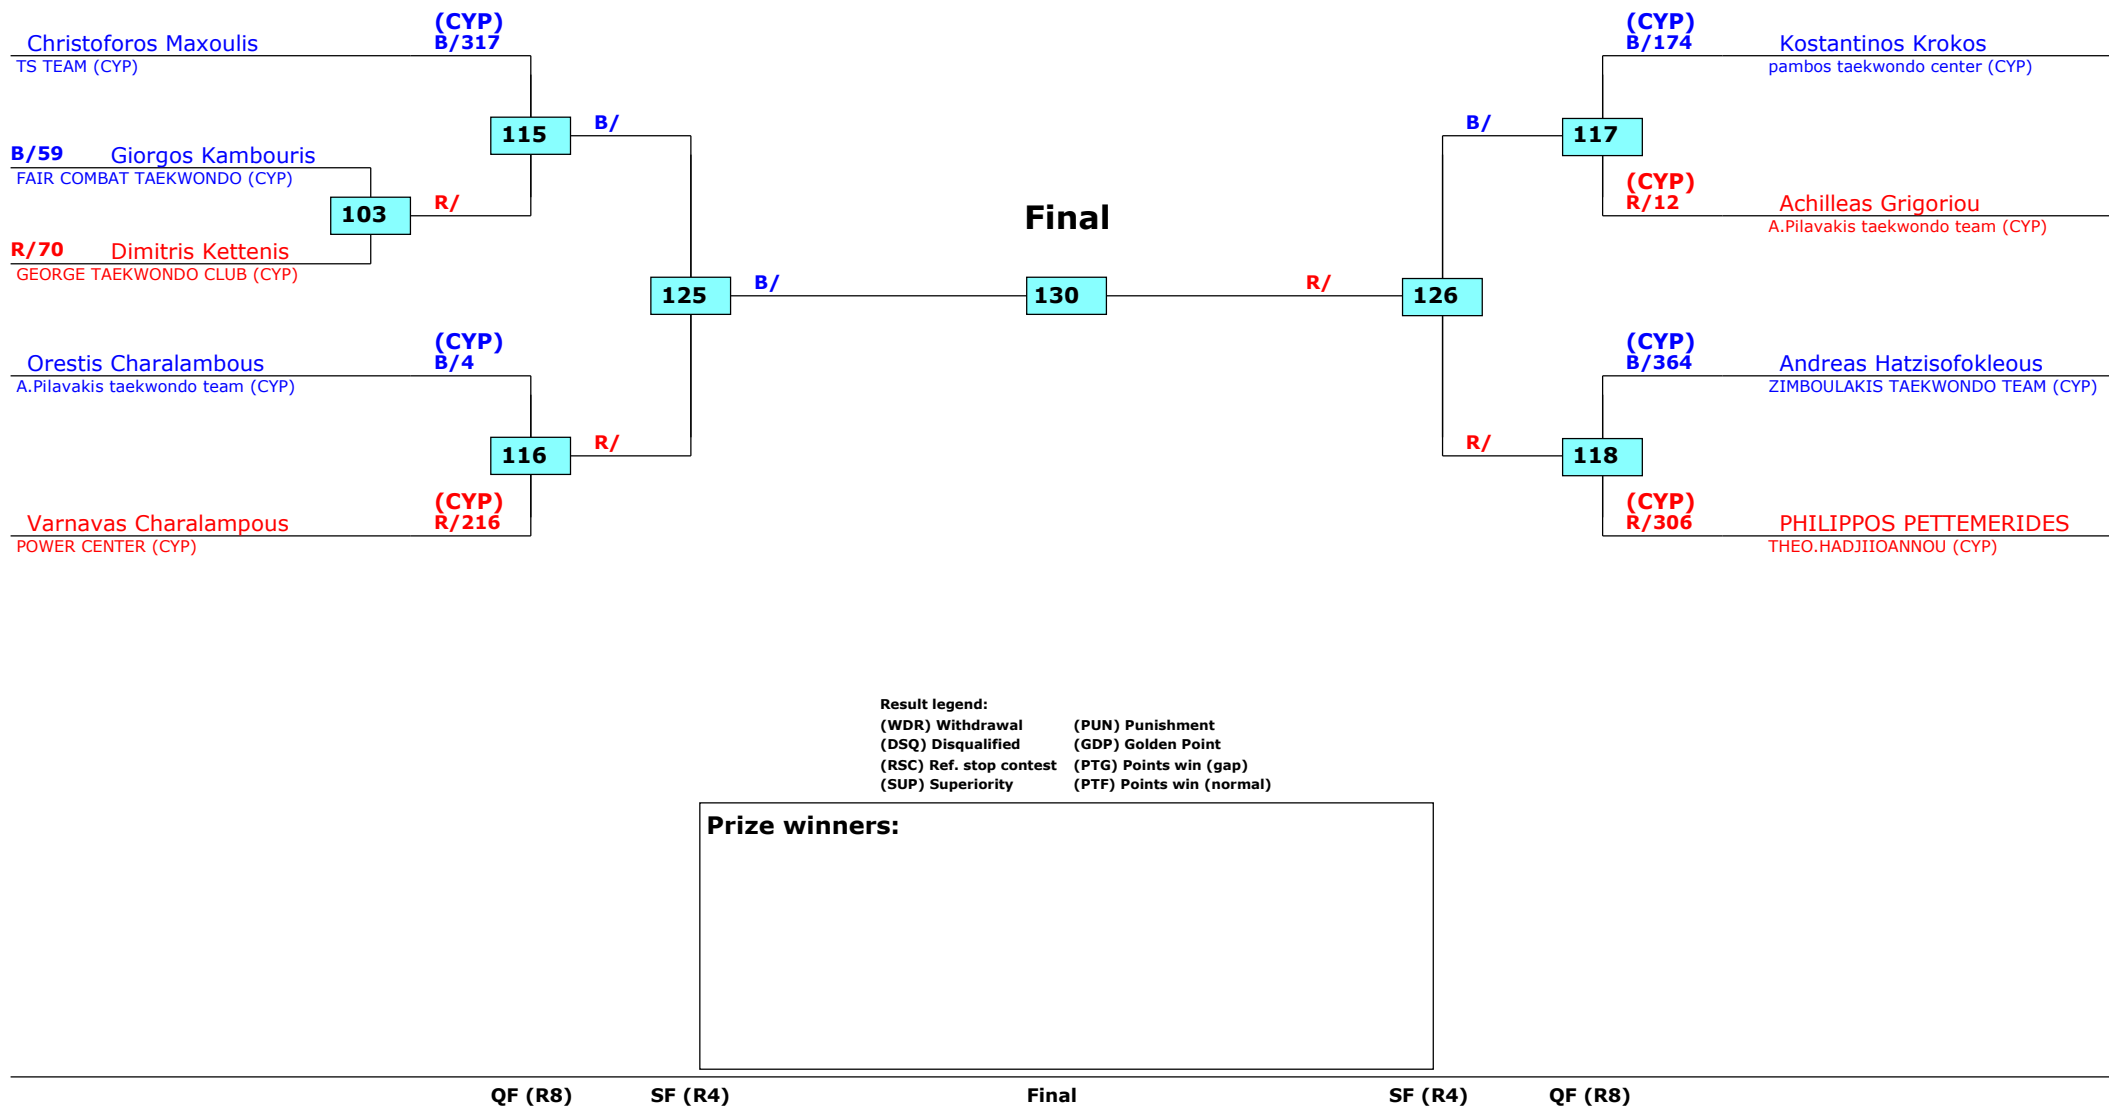 (CYP)
Christoforos Maxoulis B/317
TS TEAM (CYP)
115 B/
B/59 Giorgos Kambouris
FAIR COMBAT TAEKWONDO (CYP)
103 R/
R/70 Dimitris Kettenis
GEORGE TAEKWONDO CLUB (CYP)
125 B/
(CYP)
Orestis Charalambous B/4
A.Pilavakis taekwondo team (CYP)
116 R/
(CYP)
Varnavas Charalampous R/216
POWER CENTER (CYP)
Final
130
(CYP)
B/174 Kostantinos Krokos
pambos taekwondo center (CYP)
B/ 117
(CYP)
R/12 Achilleas Grigoriou
A.Pilavakis taekwondo team (CYP)
R/ 126
(CYP)
B/364 Andreas Hatzisofokleous
ZIMBOULAKIS TAEKWONDO TEAM (CYP)
R/ 118
(CYP)
R/306 PHILIPPOS PETTEMERIDES
THEO.HADJIIOANNOU (CYP)
Result legend:
(WDR) Withdrawal (PUN) Punishment
(DSQ) Disqualified (GDP) Golden Point
(RSC) Ref. stop contest (PTG) Points win (gap)
(SUP) Superiority (PTF) Points win (normal)
Prize winners:
QF (R8) SF (R4) Final SF (R4) QF (R8)